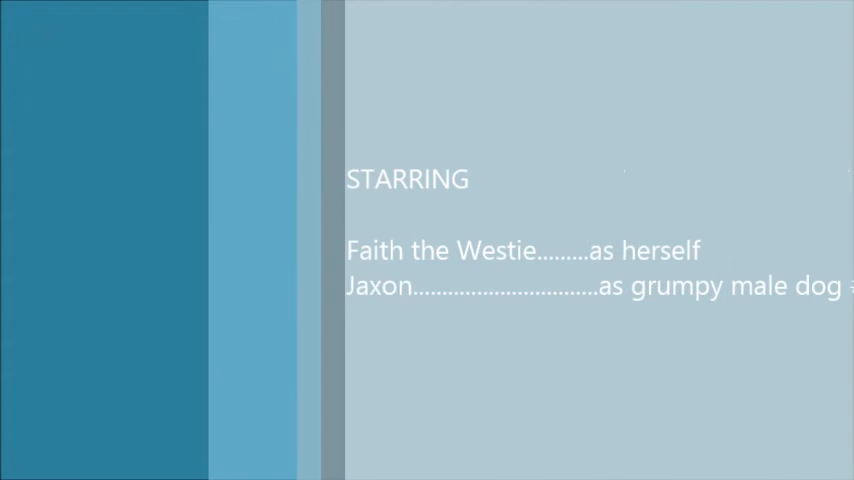 STARRING
Faith the Westie.........as herself
Jaxon................................as grumpy male dog